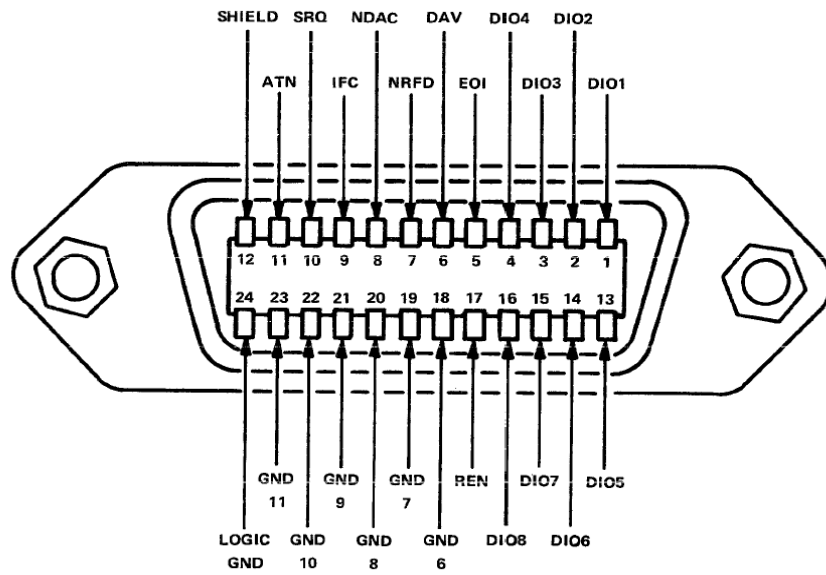 SHIELD SRQ NDAC DAV DIO4 DIO2
ATN IFC NRFD EOI DIO3 DIO1
12 11 10 9 8 7 6 5 4 3 2 1
24 23 22 21 20 19 18 17 16 15 14 13
GND GND GND REN DIO7 DIO5
11 9 7
LOGIC GND GND GND DIO8 DIO6
GND 10 8 6